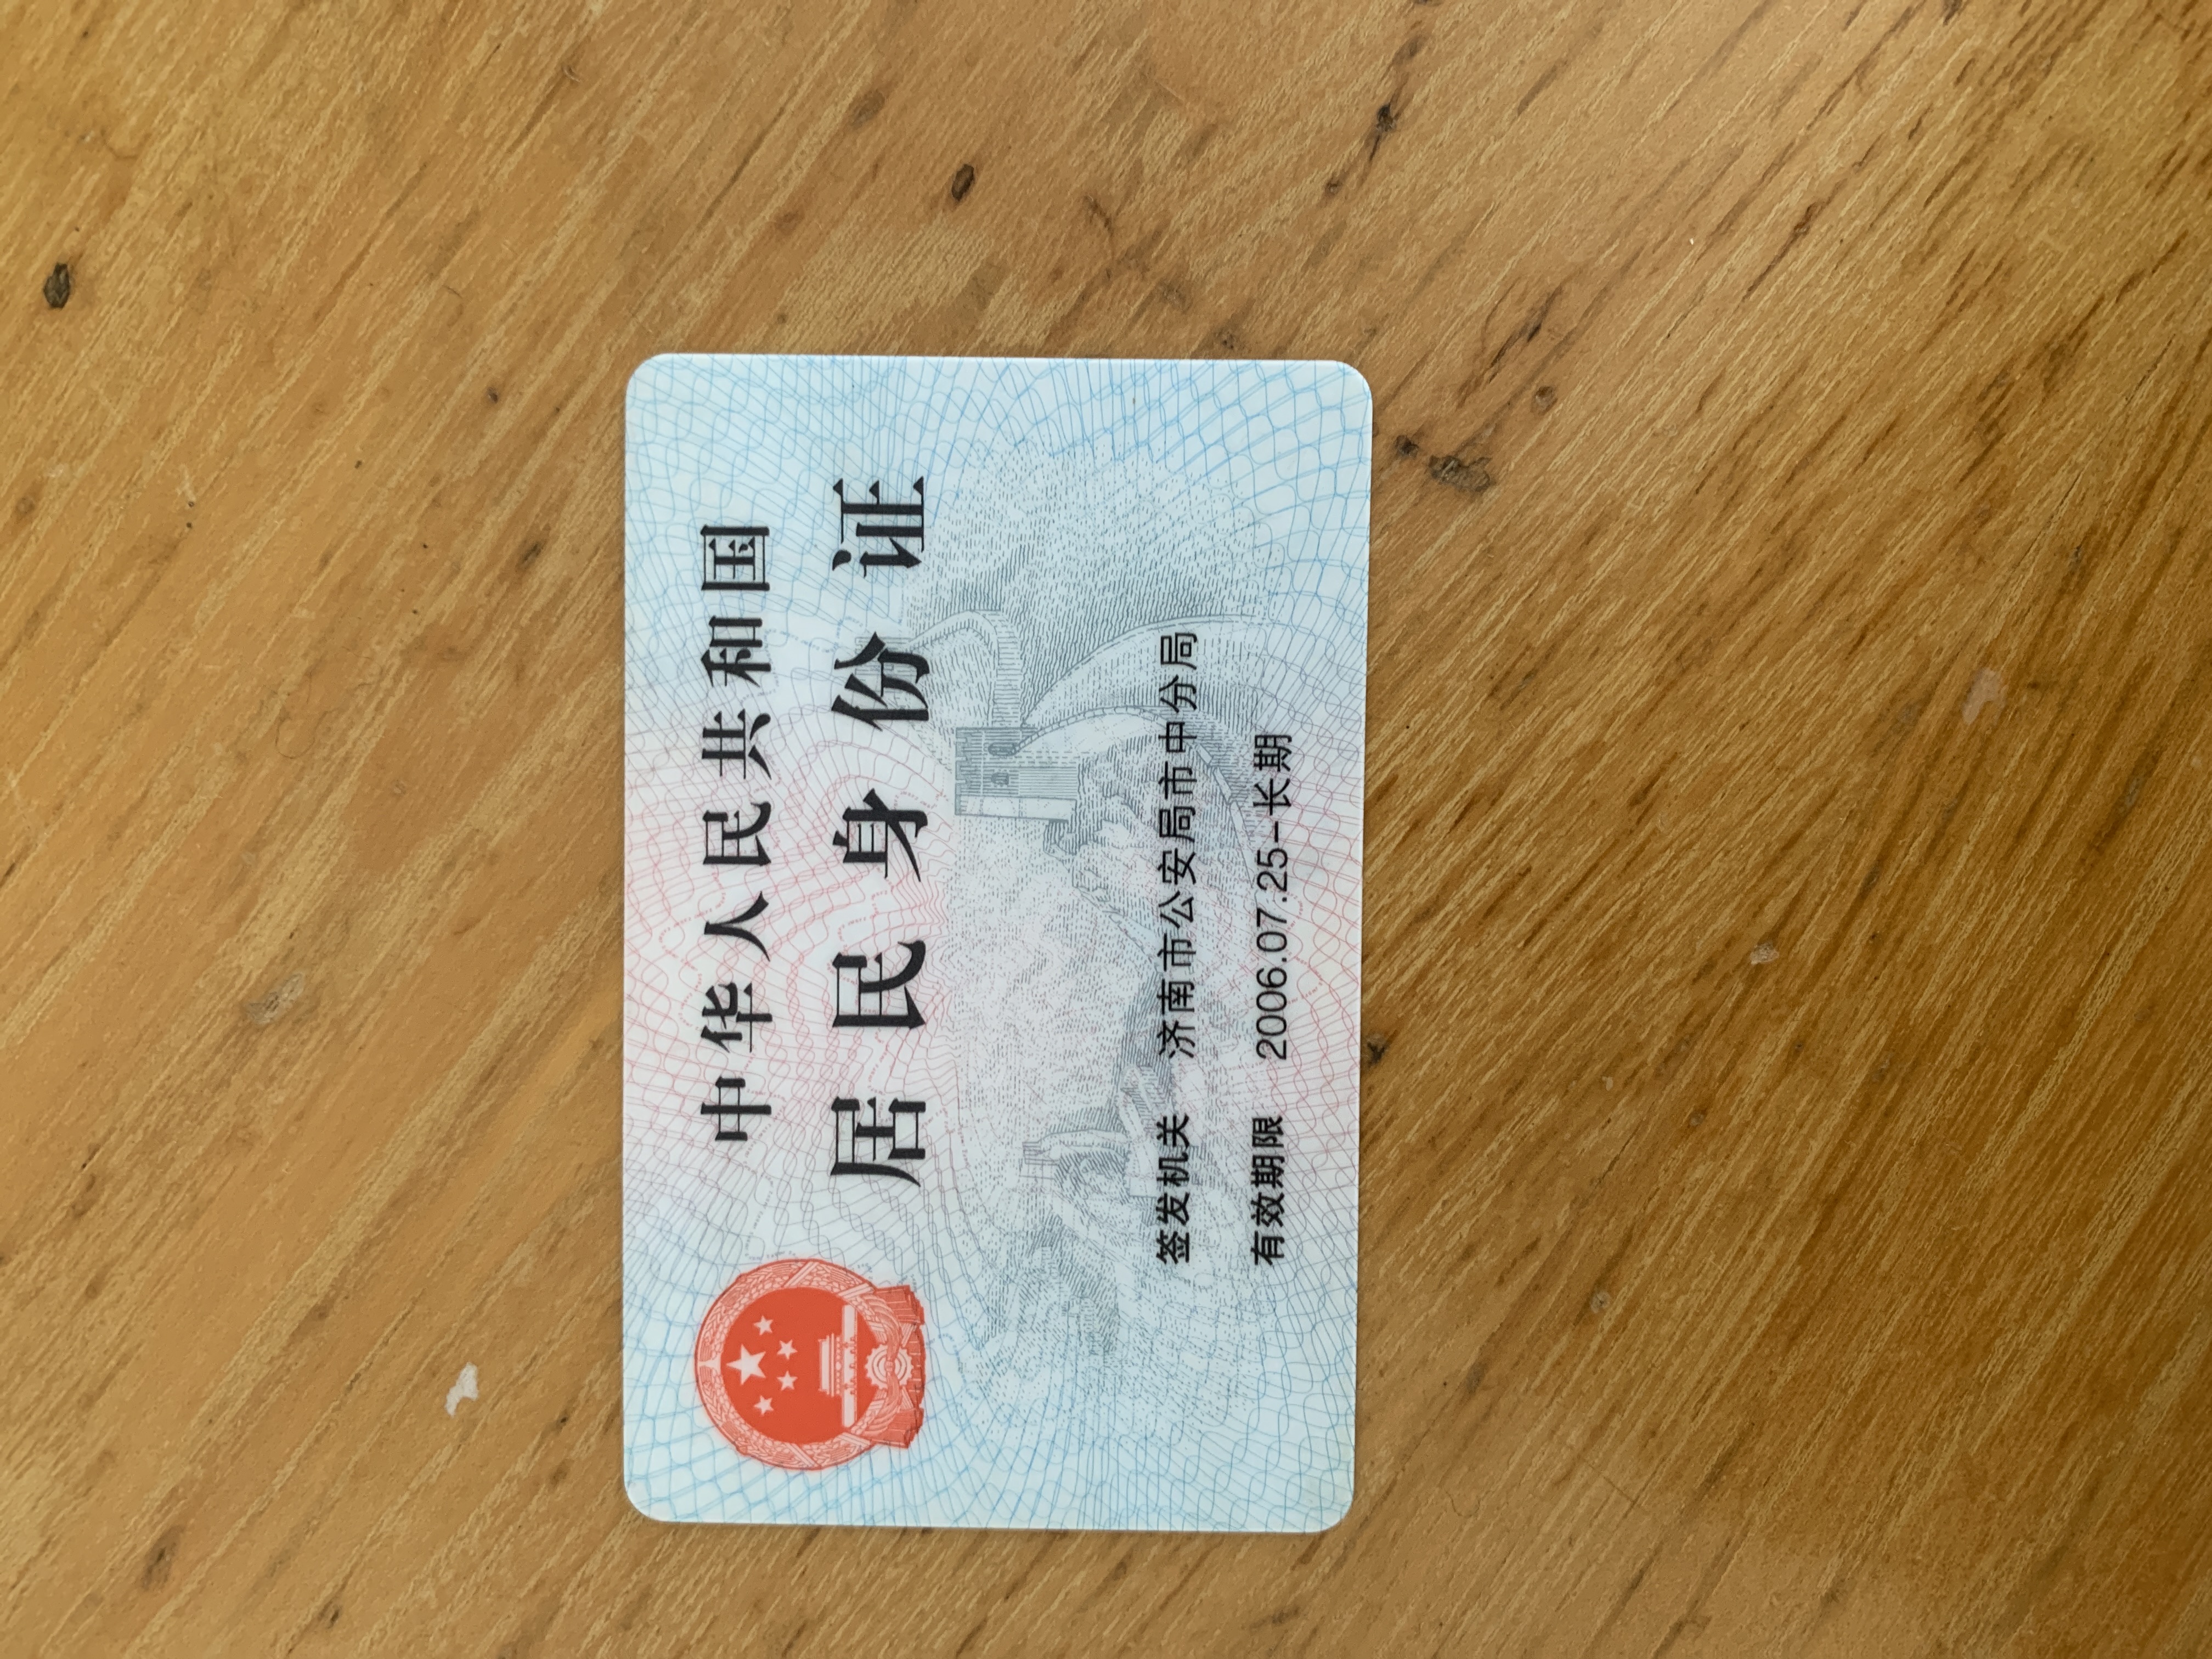 中华人民共和国
居民身份证
签发机关 济南市公安局市中分局
有效期限 2006.07.25-长期